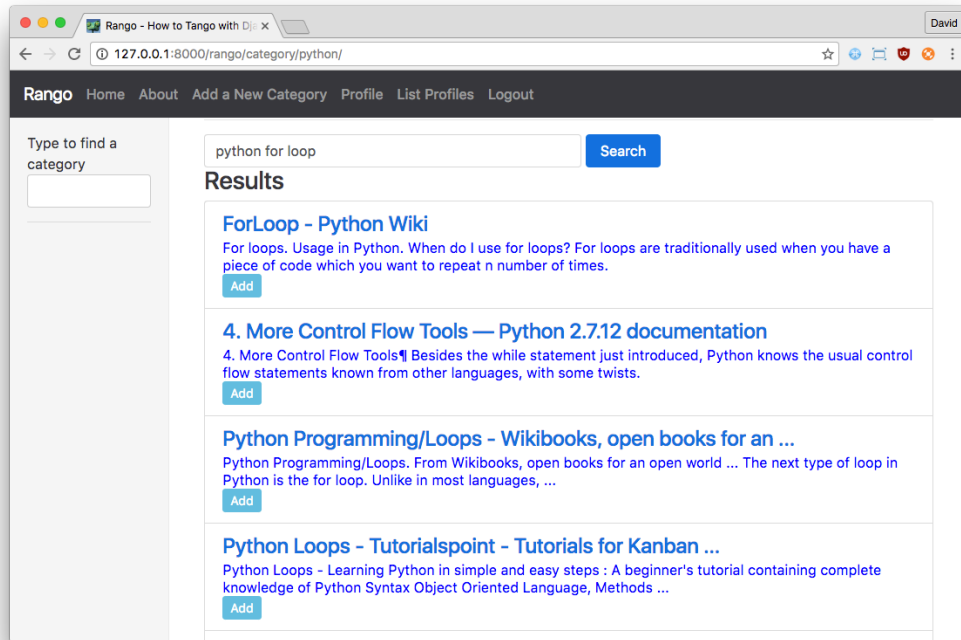 Rango - How to Tango with Dja
David
127.0.0.1:8000/rango/category/python/
Rango Home About Add a New Category Profile List Profiles Logout
Type to find a
category
python for loop
Search
Results
ForLoop - Python Wiki
For loops. Usage in Python. When do I use for loops? For loops are traditionally used when you have a
piece of code which you want to repeat n number of times.
Add
4. More Control Flow Tools — Python 2.7.12 documentation
4. More Control Flow Tools¶ Besides the while statement just introduced, Python knows the usual control
flow statements known from other languages, with some twists.
Add
Python Programming/Loops - Wikibooks, open books for an ...
Python Programming/Loops. From Wikibooks, open books for an open world ... The next type of loop in
Python is the for loop. Unlike in most languages, ...
Add
Python Loops - Tutorialspoint - Tutorials for Kanban ...
Python Loops - Learning Python in simple and easy steps : A beginner's tutorial containing complete
knowledge of Python Syntax Object Oriented Language, Methods ...
Add